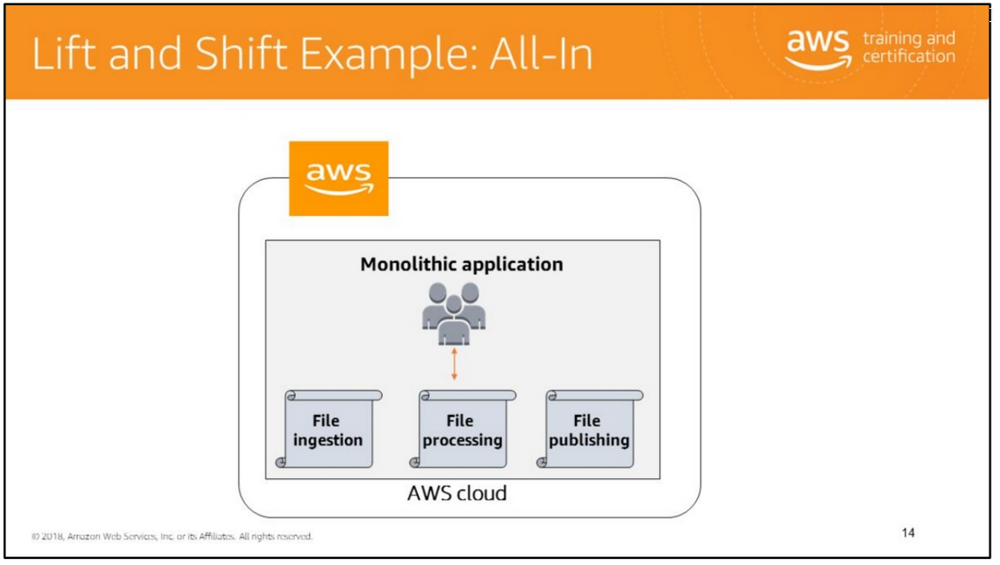 Lift and Shift Example: All-In
aws training and
certification
aws
Monolithic application
File
ingestion
File
processing
File
publishing
AWS cloud
© 2018, Amazon Web Services, Inc. or its Affiliates. All rights reserved.
14